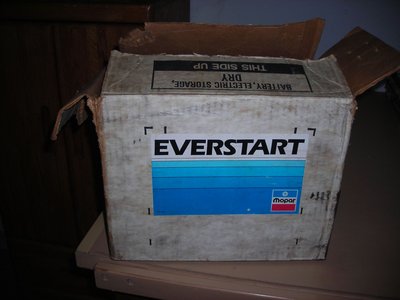 BATTERY, ELECTRIC STORAGE,
DRY
THIS SIDE UP
EVERSTART
mopar